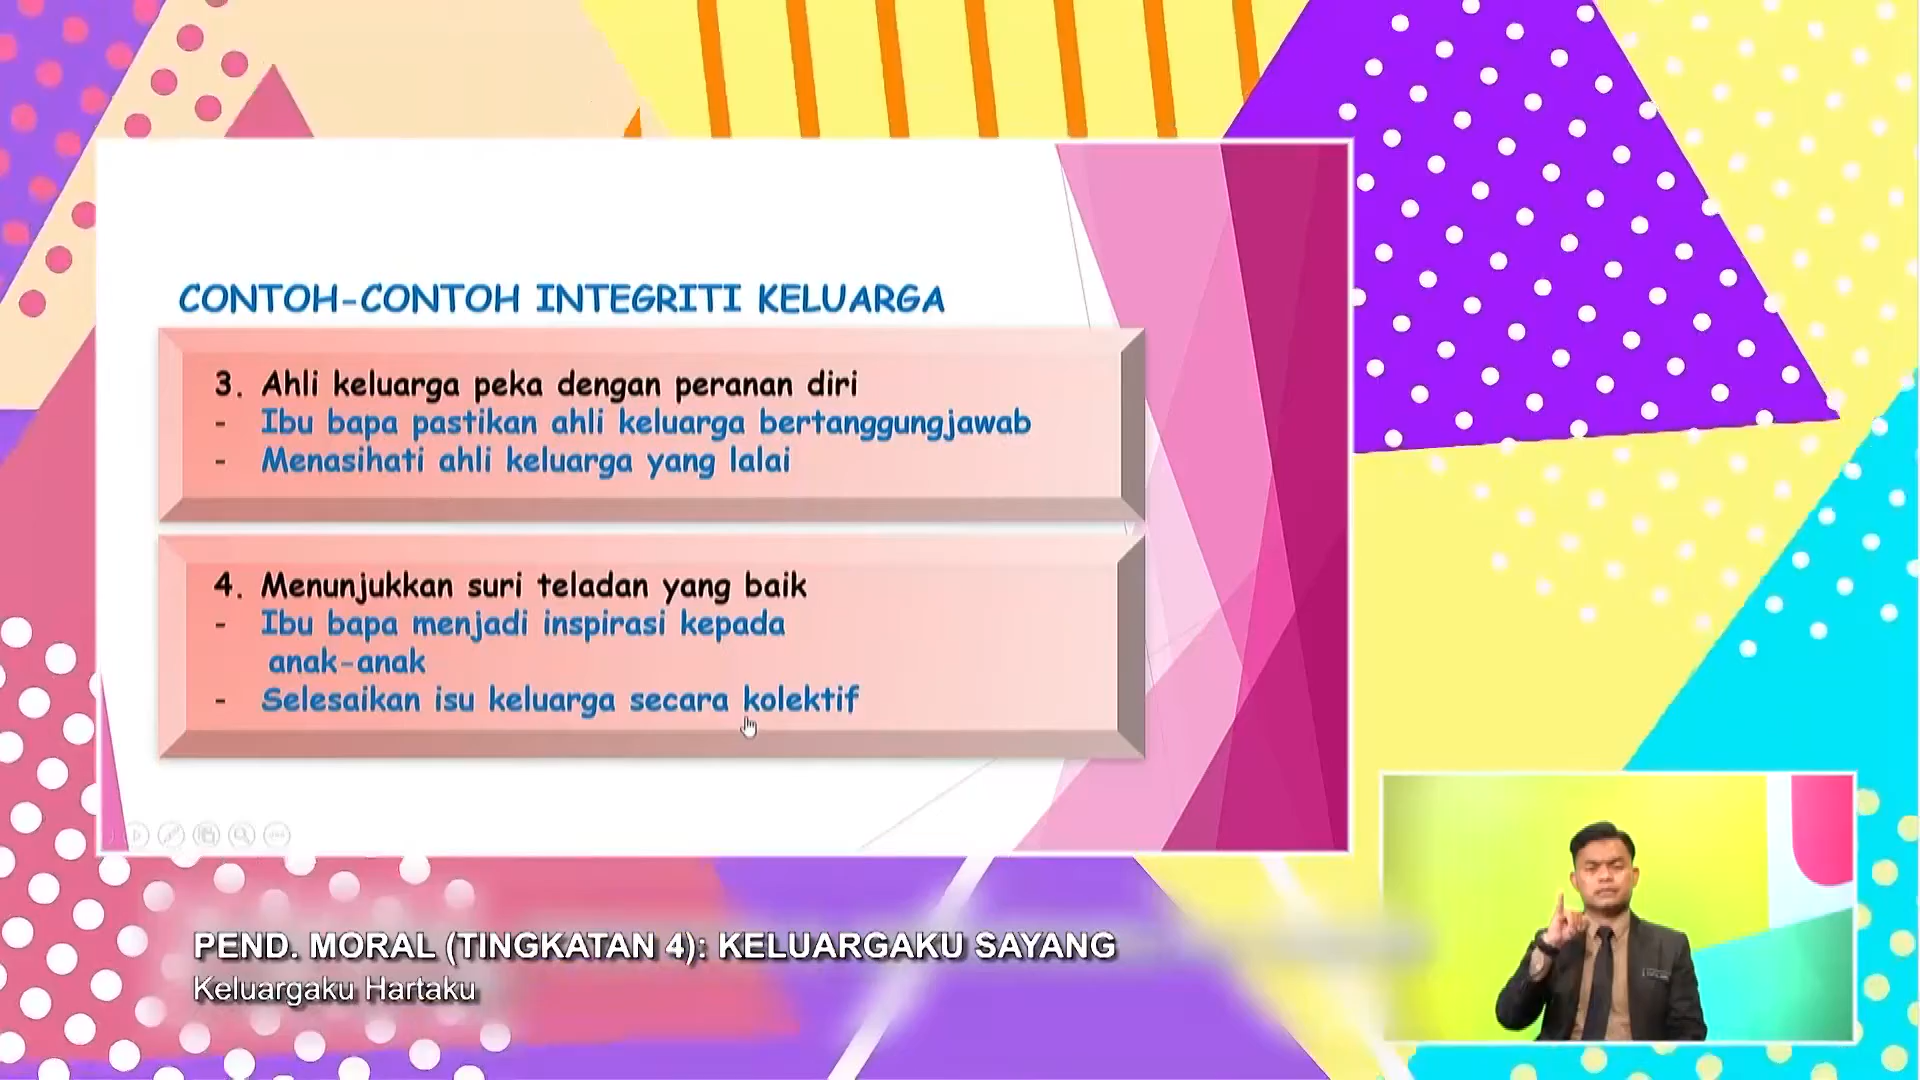 CONTOH-CONTOH INTEGRITI KELUARGA
3. Ahli keluarga peka dengan peranan diri
- Ibu bapa pastikan ahli keluarga bertanggungjawab
- Menasihati ahli keluarga yang lalai
4. Menunjukkan suri teladan yang baik
- Ibu bapa menjadi inspirasi kepada
anak-anak
- Selesaikan isu keluarga secara kolektif
PEND. MORAL (TINGKATAN 4): KELUARGAKU SAYANG
Keluargaku Hartaku